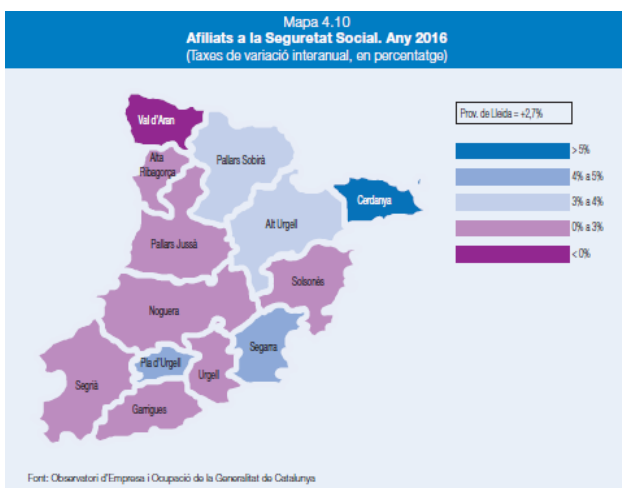 Mapa 4.10
Afiliats a la Seguretat Social. Any 2016
(Taxes de variació interanual, en percentatge)
Prov. de Lleida = +2,7%
> 5%
4% a 5%
3% a 4%
0% a 3%
< 0%
Val d'Aran
Alta
Ribagorça
Pallars Sobirà
Cerdanya
Alt Urgell
Pallars Jussà
Solsonès
Noguera
Segarra
Pla d'Urgell
Urgell
Segrià
Garrigues
Font: Observatori d'Empresa i Ocupació de la Generalitat de Catalunya